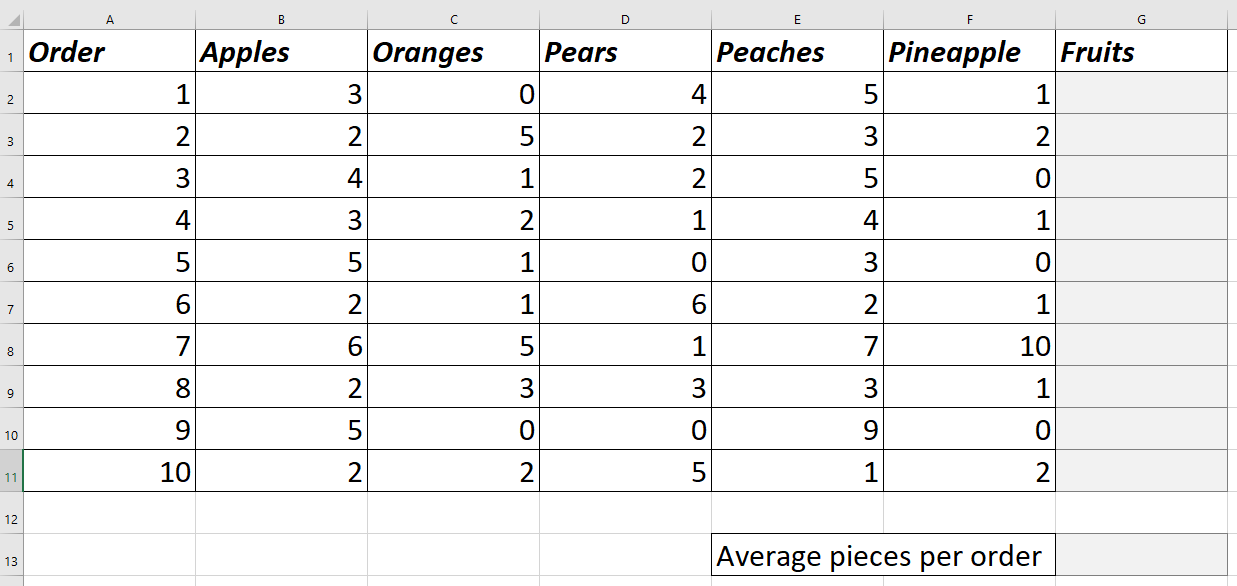 A B C D E F G
1 Order Apples Oranges Pears Peaches Pineapple Fruits
2 1 3 0 4 5 1
3 2 2 5 2 3 2
4 3 4 1 2 5 0
5 4 3 2 1 4 1
6 5 5 1 0 3 0
7 6 2 1 6 2 1
8 7 6 5 1 7 10
9 8 2 3 3 3 1
10 9 5 0 0 9 0
11 10 2 2 5 1 2
12
13 Average pieces per order